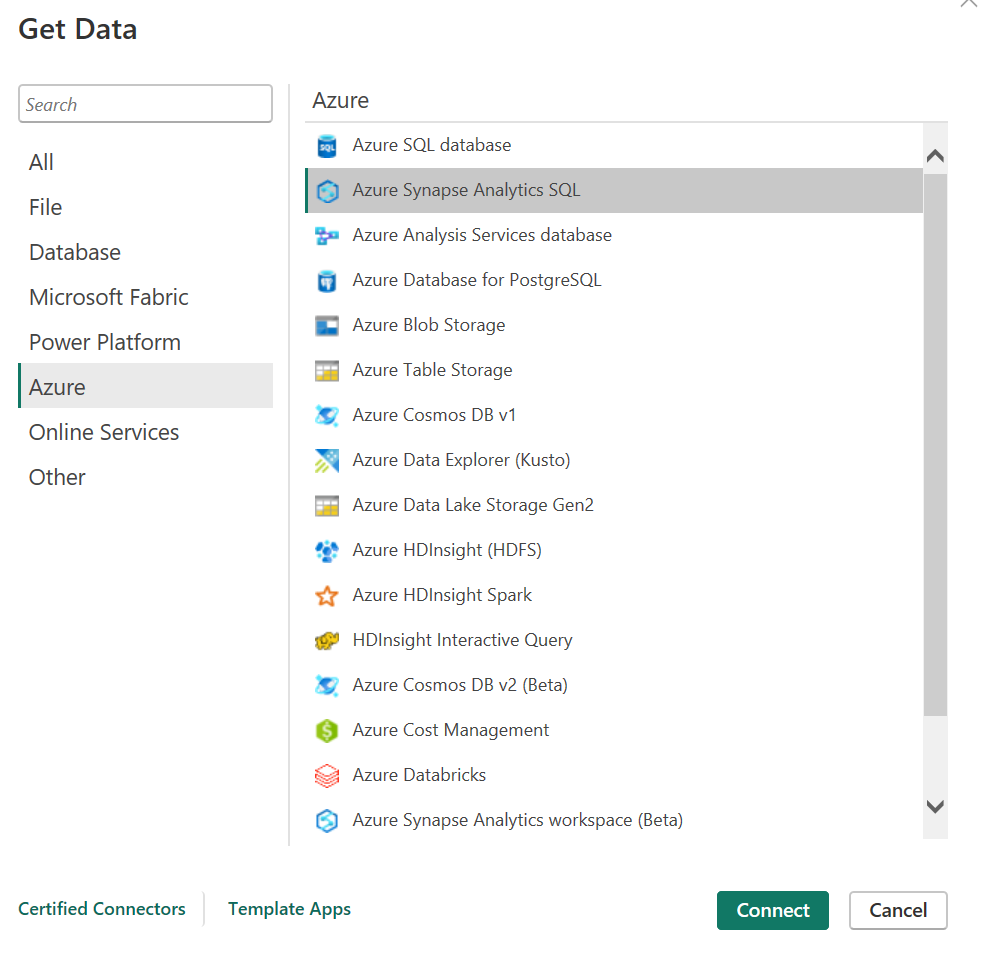 Get Data
Search
All
File
Database
Microsoft Fabric
Power Platform
Azure
Online Services
Other
Azure
SQL
Azure SQL database
Azure Synapse Analytics SQL
Azure Analysis Services database
Azure Database for PostgreSQL
Azure Blob Storage
Azure Table Storage
Azure Cosmos DB v1
Azure Data Explorer (Kusto)
Azure Data Lake Storage Gen2
Azure HDInsight (HDFS)
Azure HDInsight Spark
HDInsight Interactive Query
Azure Cosmos DB v2 (Beta)
$
Azure Cost Management
Azure Databricks
Azure Synapse Analytics workspace (Beta)
Certified Connectors
Template Apps
Connect
Cancel